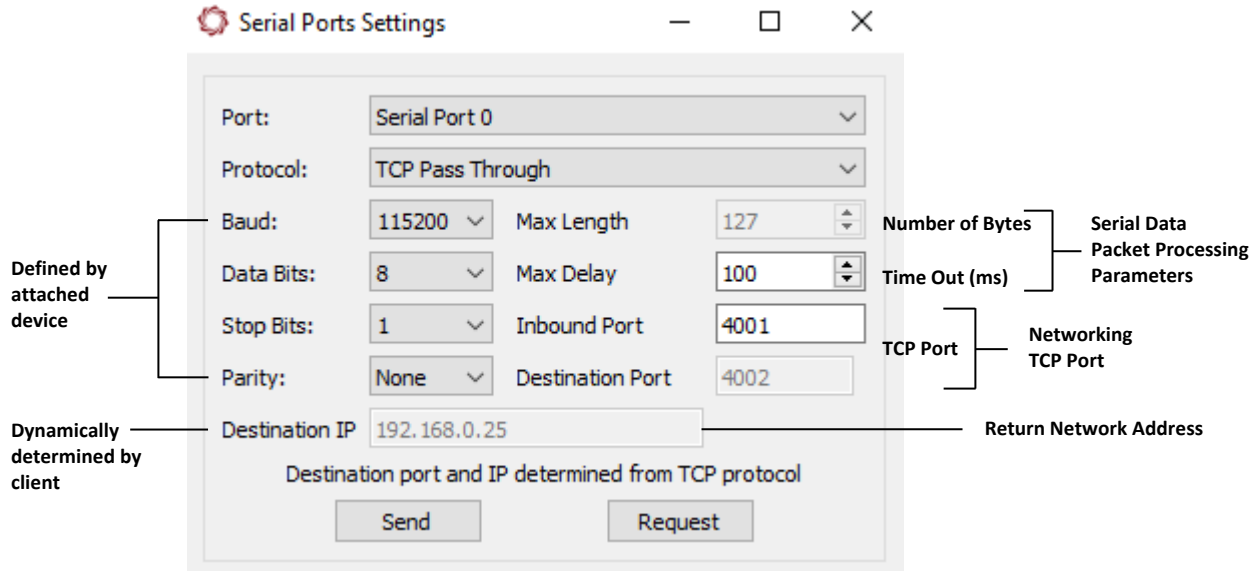 Serial Ports Settings
Port: Serial Port 0
Protocol: TCP Pass Through
Baud: 115200 Max Length 127 Number of Bytes
Data Bits: 8 Max Delay 100 Time Out (ms)
Serial Data
Packet Processing
Parameters
Defined by
attached
device
Stop Bits: 1 Inbound Port 4001
Parity: None Destination Port 4002
TCP Port
Networking
TCP Port
Dynamically
determined by
client
Destination IP 192.168.0.25
Return Network Address
Destination port and IP determined from TCP protocol
Send Request